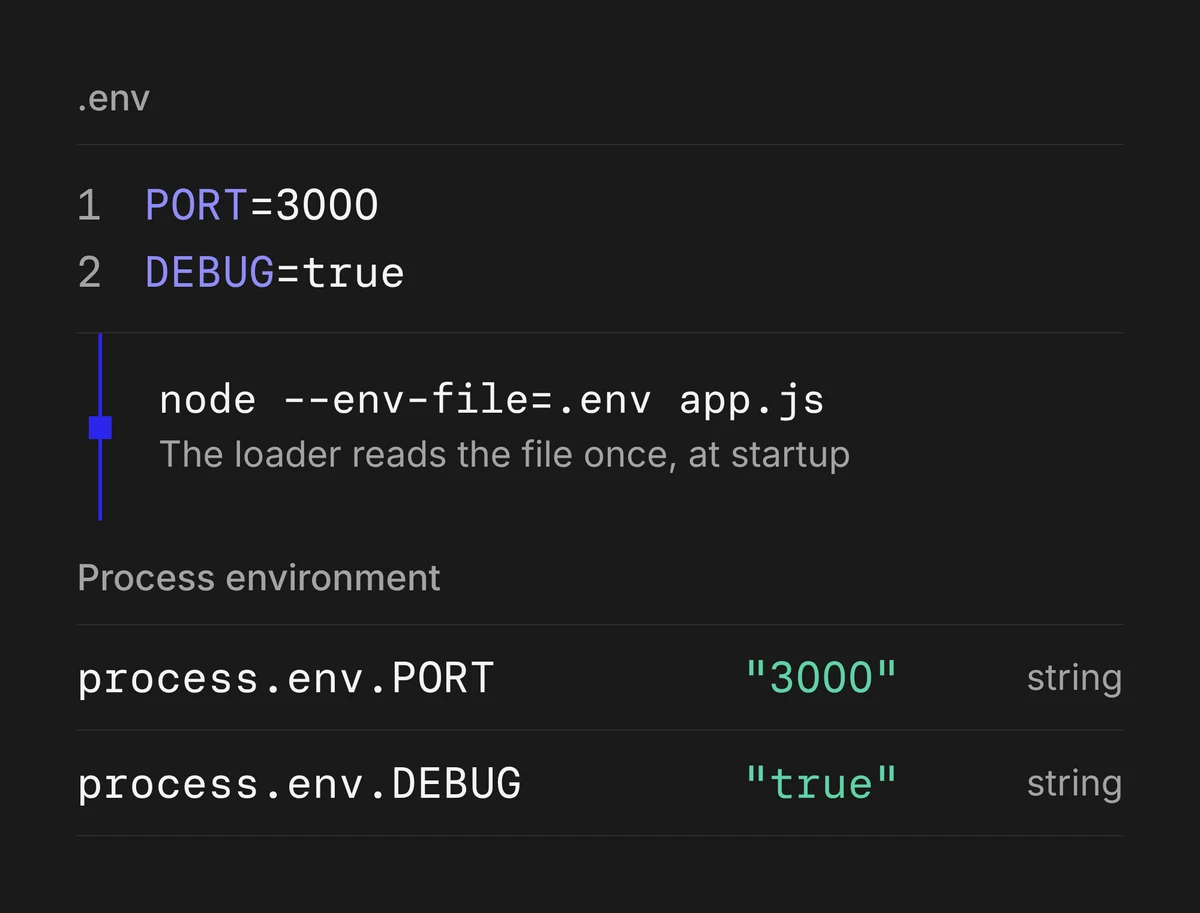 .env
1 PORT=3000
2 DEBUG=true
node --env-file=.env app.js
The loader reads the file once, at startup
Process environment
process.env.PORT "3000" string
process.env.DEBUG "true" string